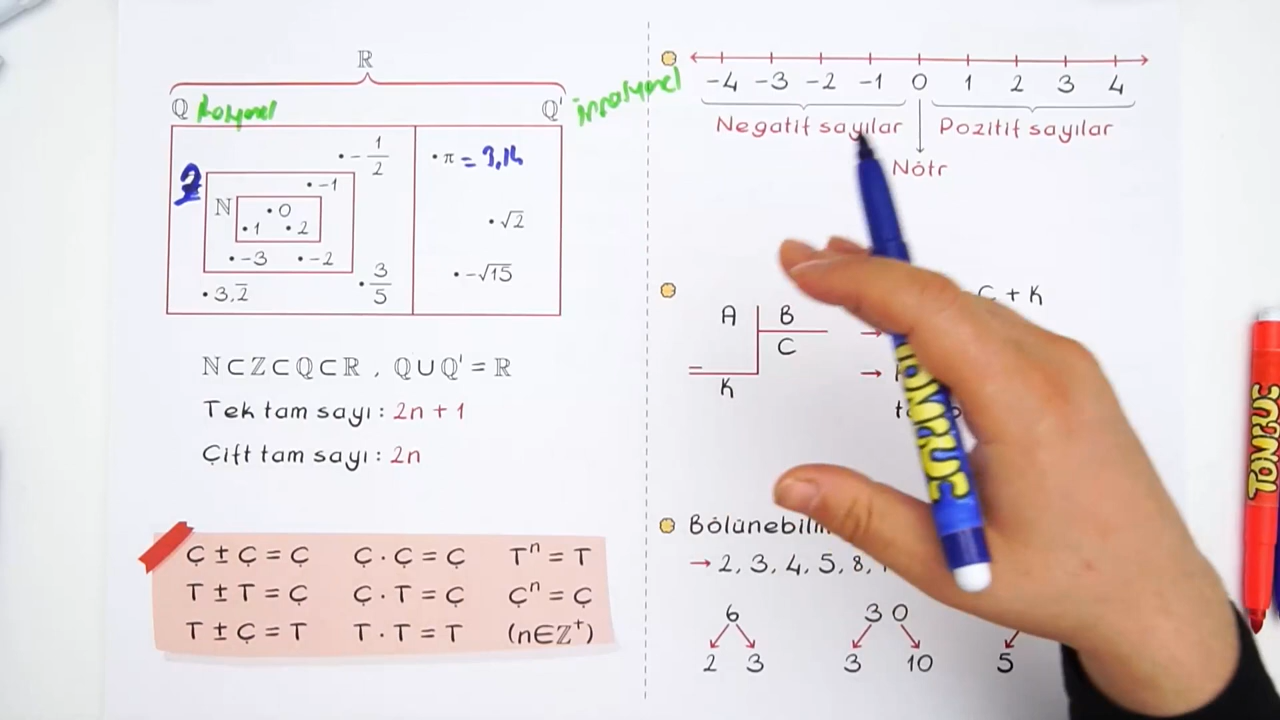 ℝ
ℚ Rasyonel ℚ' irrasyonel
ℤ
• -1/2
• -1
ℕ
• 0
• 1 • 2
• -3 • -2
• 3/5
• 3,2̅
• π = 3,14
• √2
• -√15
ℕ⊂ℤ⊂ℚ⊂ℝ , ℚ∪ℚ' = ℝ
Tek tam sayı : 2n + 1
Çift tam sayı : 2n
Ç ± Ç = Ç Ç · Ç = Ç Tⁿ = T
T ± T = Ç Ç · T = Ç Çⁿ = Ç
T ± Ç = T T · T = T (n∈ℤ⁺)
-4 -3 -2 -1 0 1 2 3 4
Negatif sayılar Pozitif sayılar
Nötr
A B
C
K
→
C + K
→
→ 2, 3, 4, 5, 8,
6
2 3
30
3 10
5
TONGUÇ
TONGUÇ